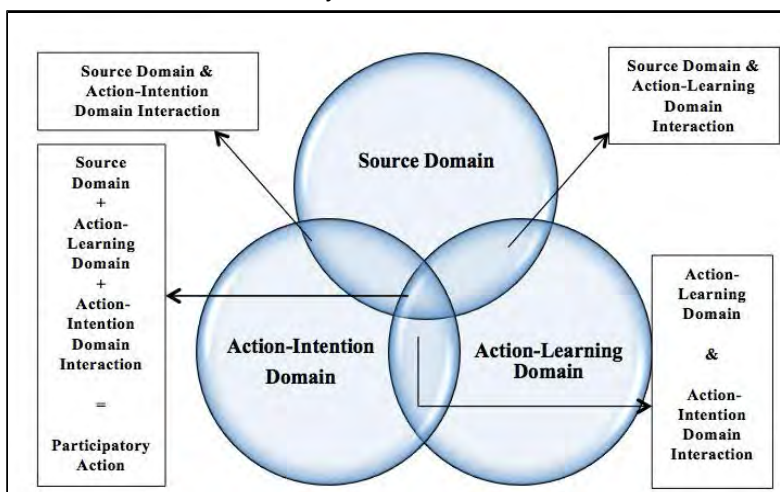 Source Domain &
Action-Intention
Domain Interaction
Source Domain &
Action-Learning
Domain
Interaction
Source Domain
Source
Domain
+
Action-
Learning
Domain
+
Action-
Intention
Domain
Interaction
=
Participatory
Action
Action-Intention
Domain
Action-Learning
Domain
Action-
Learning
Domain
&
Action-
Intention
Domain
Interaction